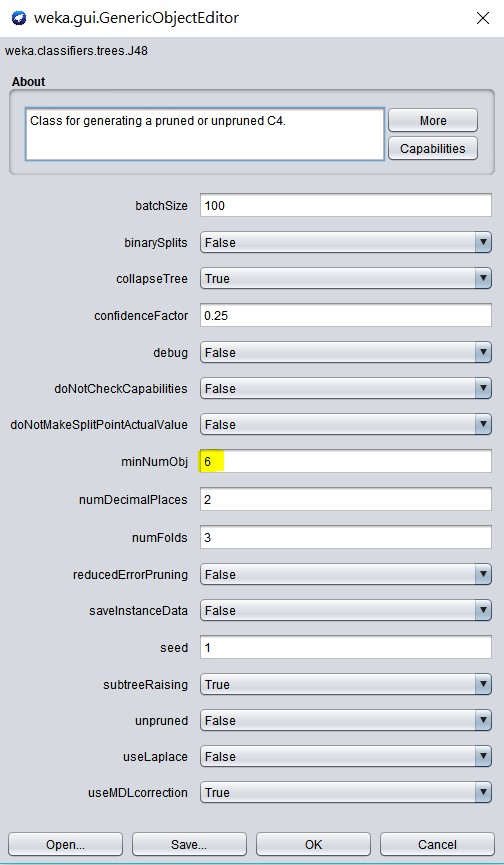 weka.gui.GenericObjectEditor
weka.classifiers.trees.J48
About
Class for generating a pruned or unpruned C4.
More
Capabilities
batchSize 100
binarySplits False
collapseTree True
confidenceFactor 0.25
debug False
doNotCheckCapabilities False
doNotMakeSplitPointActualValue False
minNumObj 6
numDecimalPlaces 2
numFolds 3
reducedErrorPruning False
saveInstanceData False
seed 1
subtreeRaising True
unpruned False
useLaplace False
useMDLcorrection True
Open... Save... OK Cancel